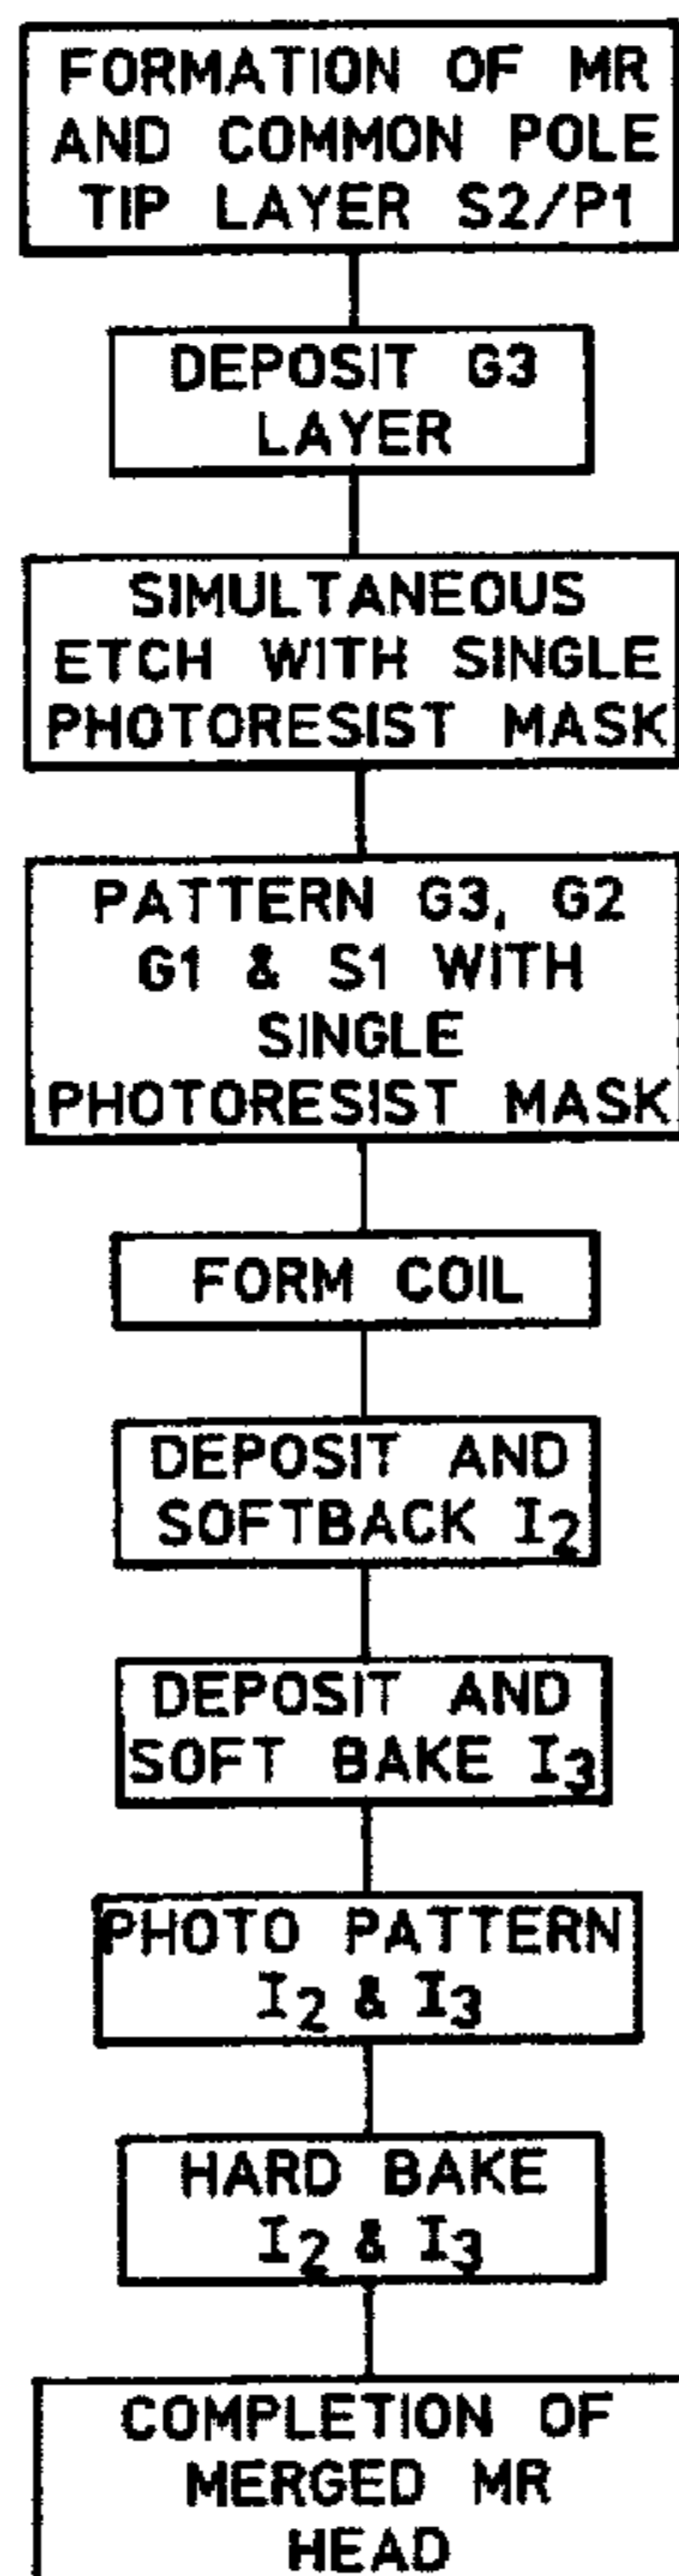 FORMATION OF MR
AND COMMON POLE
TIP LAYER S2/P1
DEPOSIT G3
LAYER
SIMULTANEOUS
ETCH WITH SINGLE
PHOTORESIST MASK
PATTERN G3, G2
G1 & S1 WITH
SINGLE
PHOTORESIST MASK
FORM COIL
DEPOSIT AND
SOFTBACK I2
DEPOSIT AND
SOFT BAKE I3
PHOTO PATTERN
I2 & I3
HARD BAKE
I2 & I3
COMPLETION OF
MERGED MR
HEAD